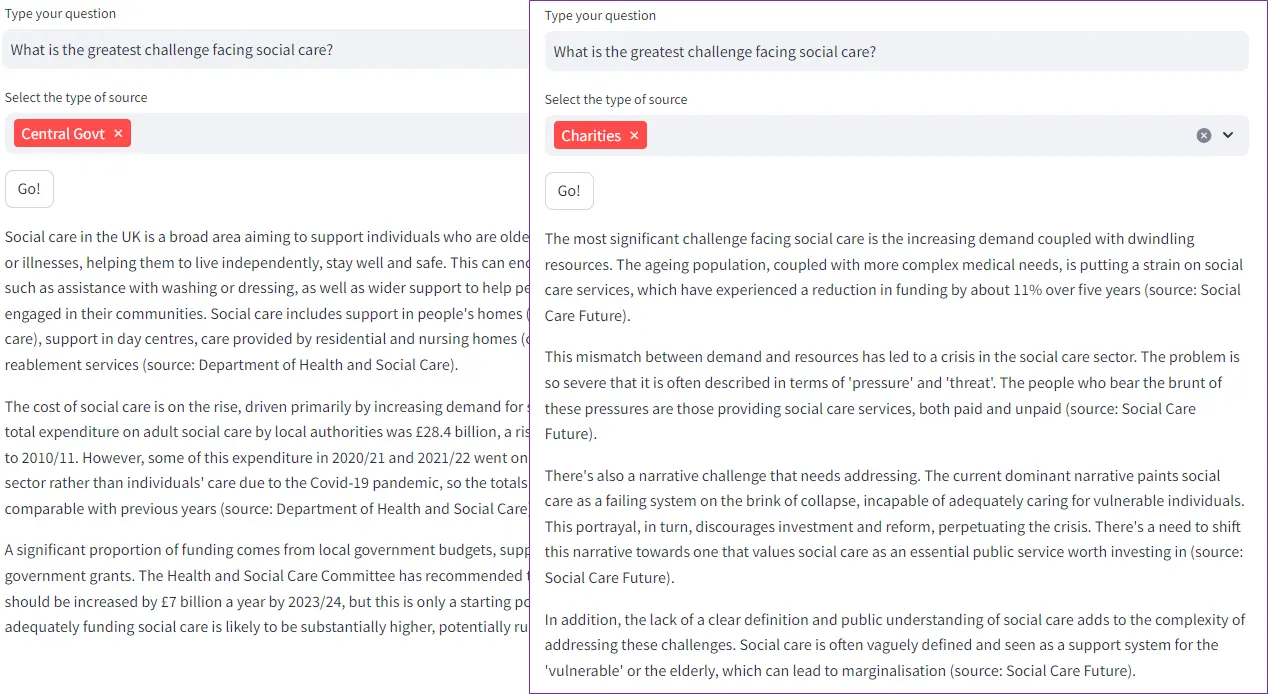 Type your question
What is the greatest challenge facing social care?
Select the type of source
Central Govt ×
Go!
Social care in the UK is a broad area aiming to support individuals who are olde
or illnesses, helping them to live independently, stay well and safe. This can
such as assistance with washing or dressing, as well as wider support to help
engaged in their communities. Social care includes support in people's homes (
care), support in day centres, care provided by residential and nursing homes
reablement services (source: Department of Health and Social Care).
The cost of social care is on the rise, driven primarily by increasing demand for
total expenditure on adult social care by local authorities was £28.4 billion, a
to 2010/11. However, some of this expenditure in 2020/21 and 2021/22 went on
sector rather than individuals' care due to the Covid-19 pandemic, so the totals
comparable with previous years (source: Department of Health and Social Care
A significant proportion of funding comes from local government budgets,
government grants. The Health and Social Care Committee has recommended
should be increased by £7 billion a year by 2023/24, but this is only a starting
adequately funding social care is likely to be substantially higher, potentially
Type your question
What is the greatest challenge facing social care?
Select the type of source
Charities ×
Go!
The most significant challenge facing social care is the increasing demand coupled with dwindling
resources. The ageing population, coupled with more complex medical needs, is putting a strain on social
care services, which have experienced a reduction in funding by about 11% over five years (source: Social
Care Future).
This mismatch between demand and resources has led to a crisis in the social care sector. The problem is
so severe that it is often described in terms of 'pressure' and 'threat'. The people who bear the brunt of
these pressures are those providing social care services, both paid and unpaid (source: Social Care
Future).
There's also a narrative challenge that needs addressing. The current dominant narrative paints social
care as a failing system on the brink of collapse, incapable of adequately caring for vulnerable individuals.
This portrayal, in turn, discourages investment and reform, perpetuating the crisis. There's a need to shift
this narrative towards one that values social care as an essential public service worth investing in (source:
Social Care Future).
In addition, the lack of a clear definition and public understanding of social care adds to the complexity of
addressing these challenges. Social care is often vaguely defined and seen as a support system for the
'vulnerable' or the elderly, which can lead to marginalisation (source: Social Care Future).